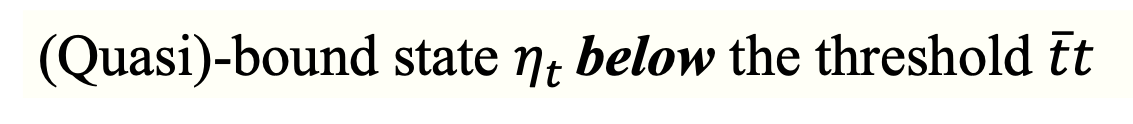 (Quasi)-bound state ηₜ below the threshold t̄t